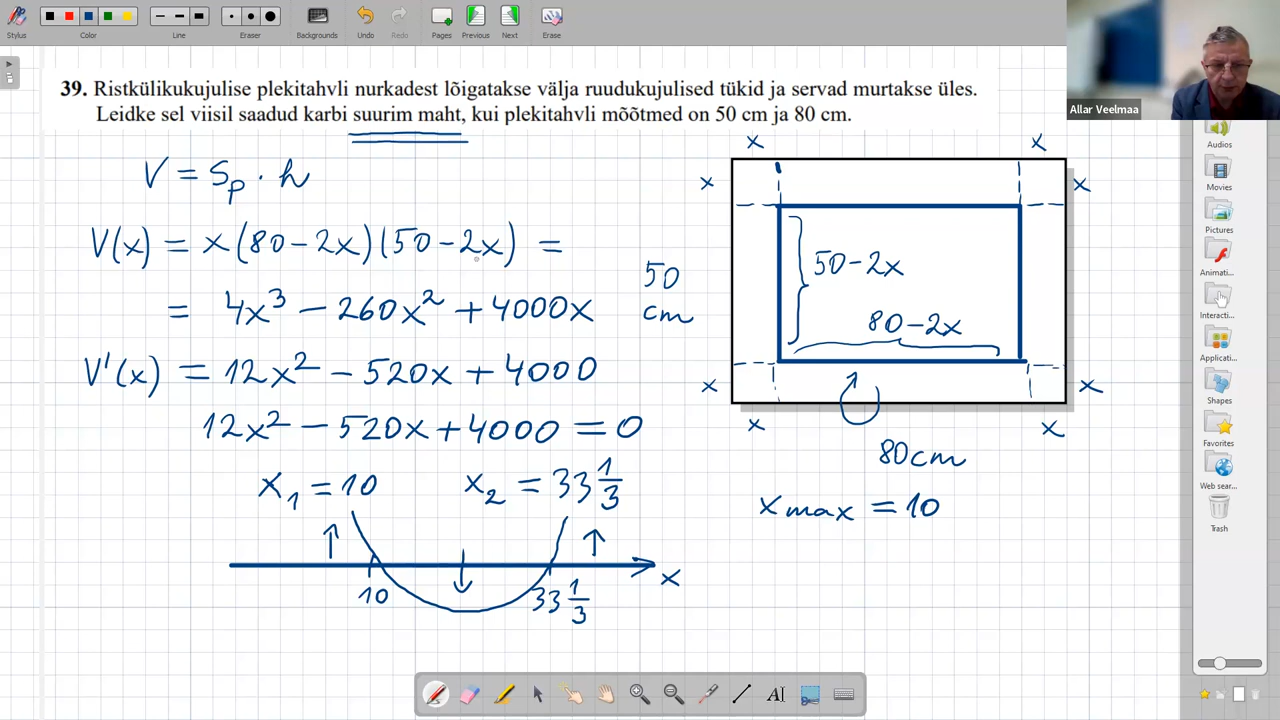 Stylus
Color
Line
Eraser
Backgrounds
Undo
Redo
Pages
Previous
Next
Erase
39. Ristkülikukujulise plekitahvli nurkadest lõigatakse välja ruudukujulised tükid ja servad murtakse üles.
Leidke sel viisil saadud karbi suurim maht, kui plekitahvli mõõtmed on 50 cm ja 80 cm.
Allar Veelmaa
V = Sp · h
V(x) = x(80 − 2x)(50 − 2x) =
= 4x³ − 260x² + 4000x
V'(x) = 12x² − 520x + 4000
12x² − 520x + 4000 = 0
x₁ = 10 x₂ = 33 1/3
10 33 1/3 x
x x
x x
50 − 2x
50
cm
80 − 2x
x x
x x
80 cm
x max = 10
Audios
Movies
Pictures
Animati...
Interacti...
Applicati...
Shapes
Favorites
Web sear...
Trash
AI